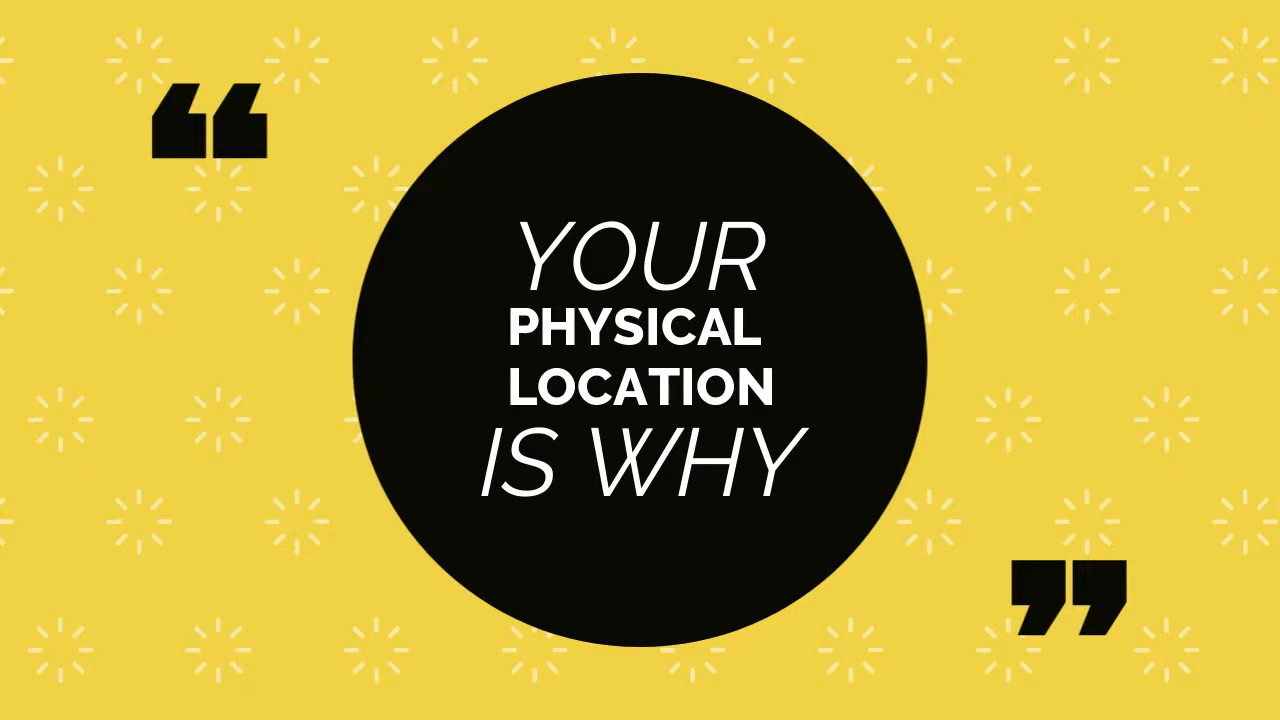 “
YOUR
PHYSICAL
LOCATION
IS WHY
”